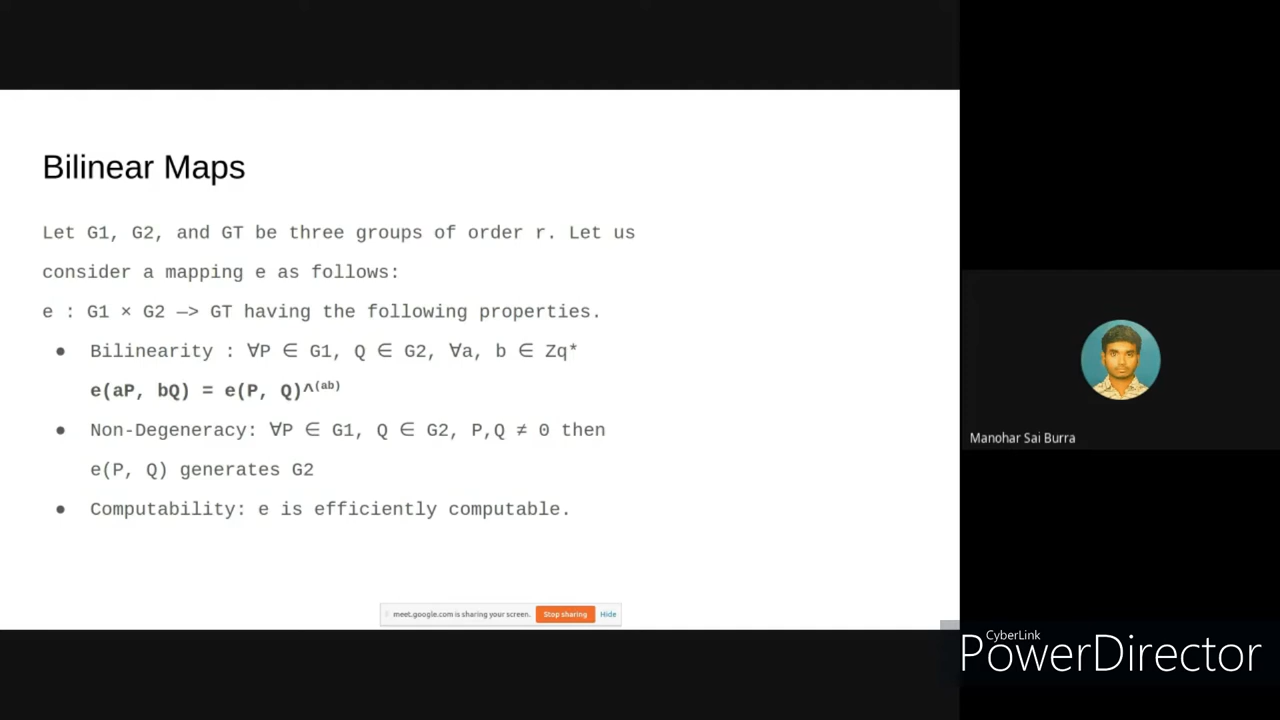 Bilinear Maps
Let G1, G2, and GT be three groups of order r. Let us
consider a mapping e as follows:
e : G1 × G2 —> GT having the following properties.
● Bilinearity : ∀P ∈ G1, Q ∈ G2, ∀a, b ∈ Zq*
e(aP, bQ) = e(P, Q)^(ab)
● Non-Degeneracy: ∀P ∈ G1, Q ∈ G2, P,Q ≠ 0 then
e(P, Q) generates G2
● Computability: e is efficiently computable.
meet.google.com is sharing your screen. Stop sharing Hide
Manohar Sai Burra
CyberLink
PowerDirector